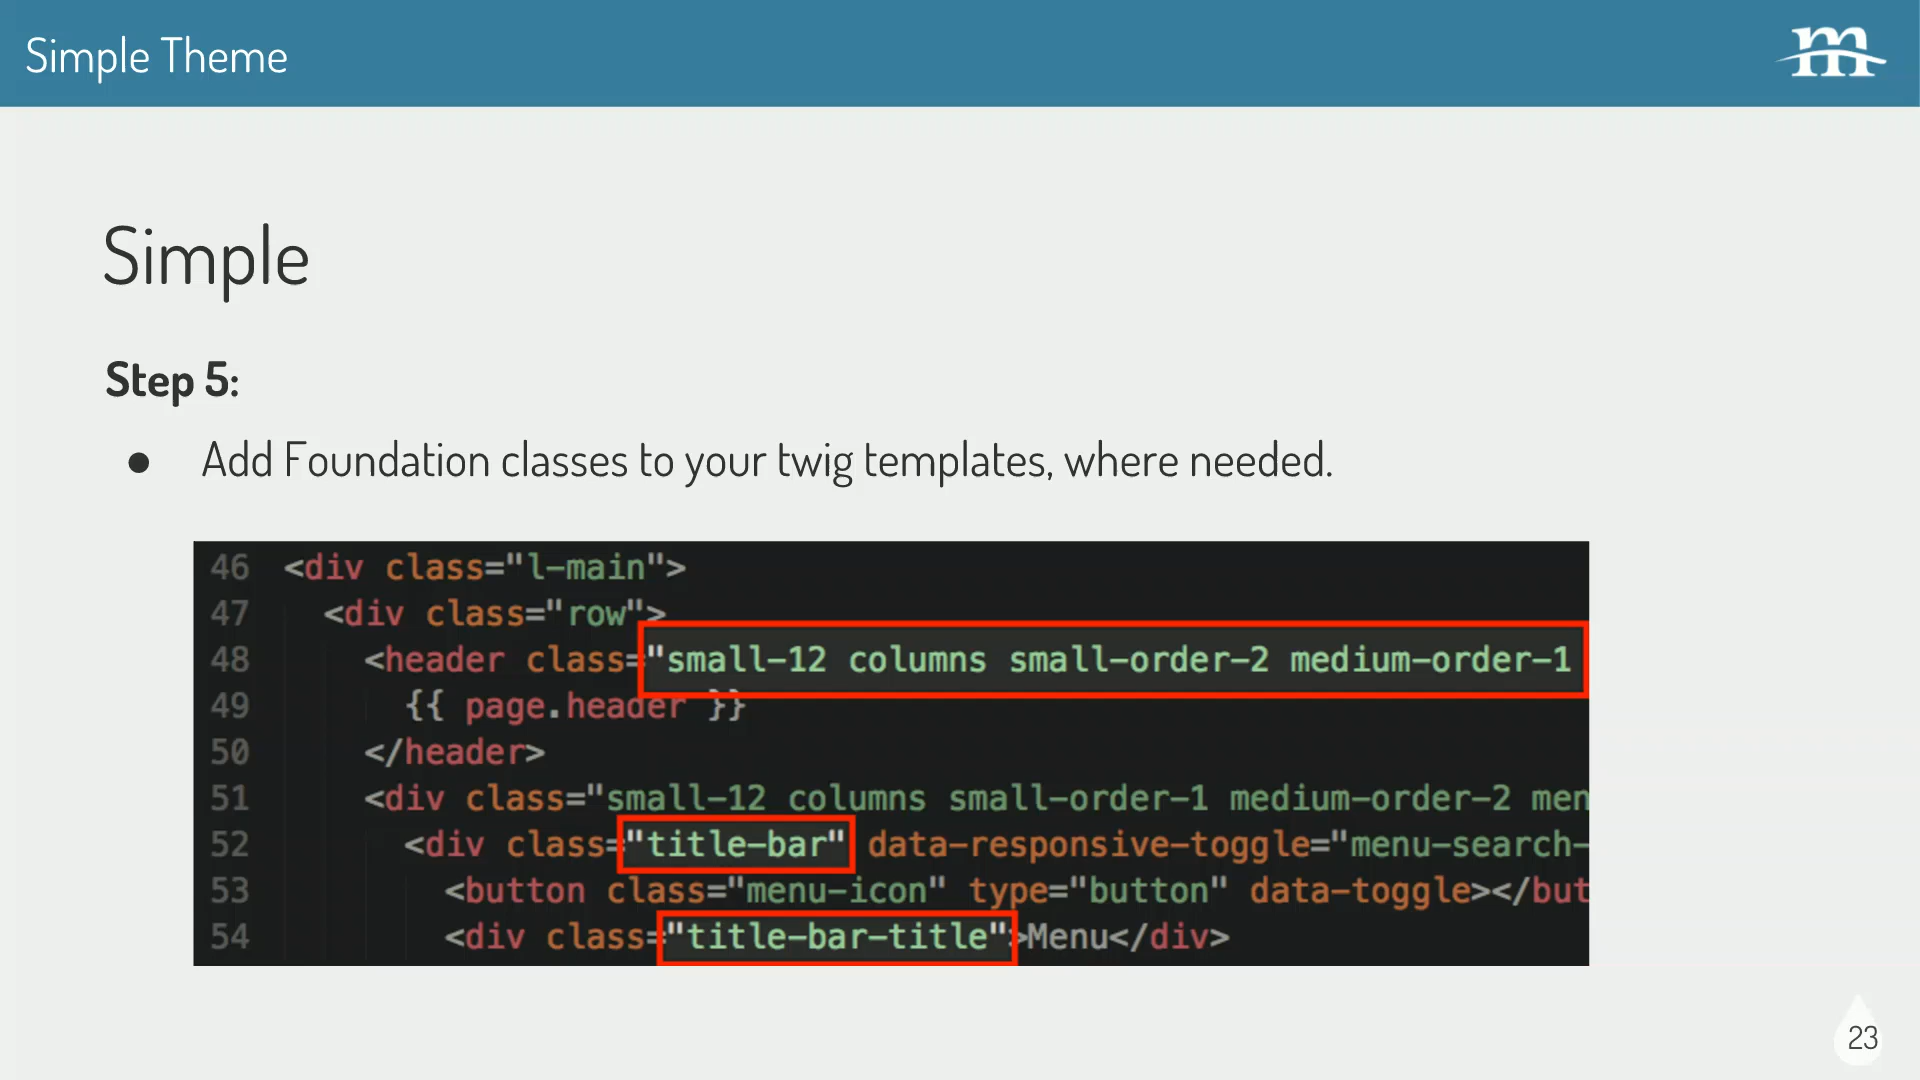 Simple Theme
m
Simple
Step 5:
● Add Foundation classes to your twig templates, where needed.
46 <div class="l-main">
47 <div class="row">
48 <header class="small-12 columns small-order-2 medium-order-1
49 {{ page.header }}
50 </header>
51 <div class="small-12 columns small-order-1 medium-order-2 men
52 <div class="title-bar" data-responsive-toggle="menu-search-
53 <button class="menu-icon" type="button" data-toggle></but
54 <div class="title-bar-title">Menu</div>
23